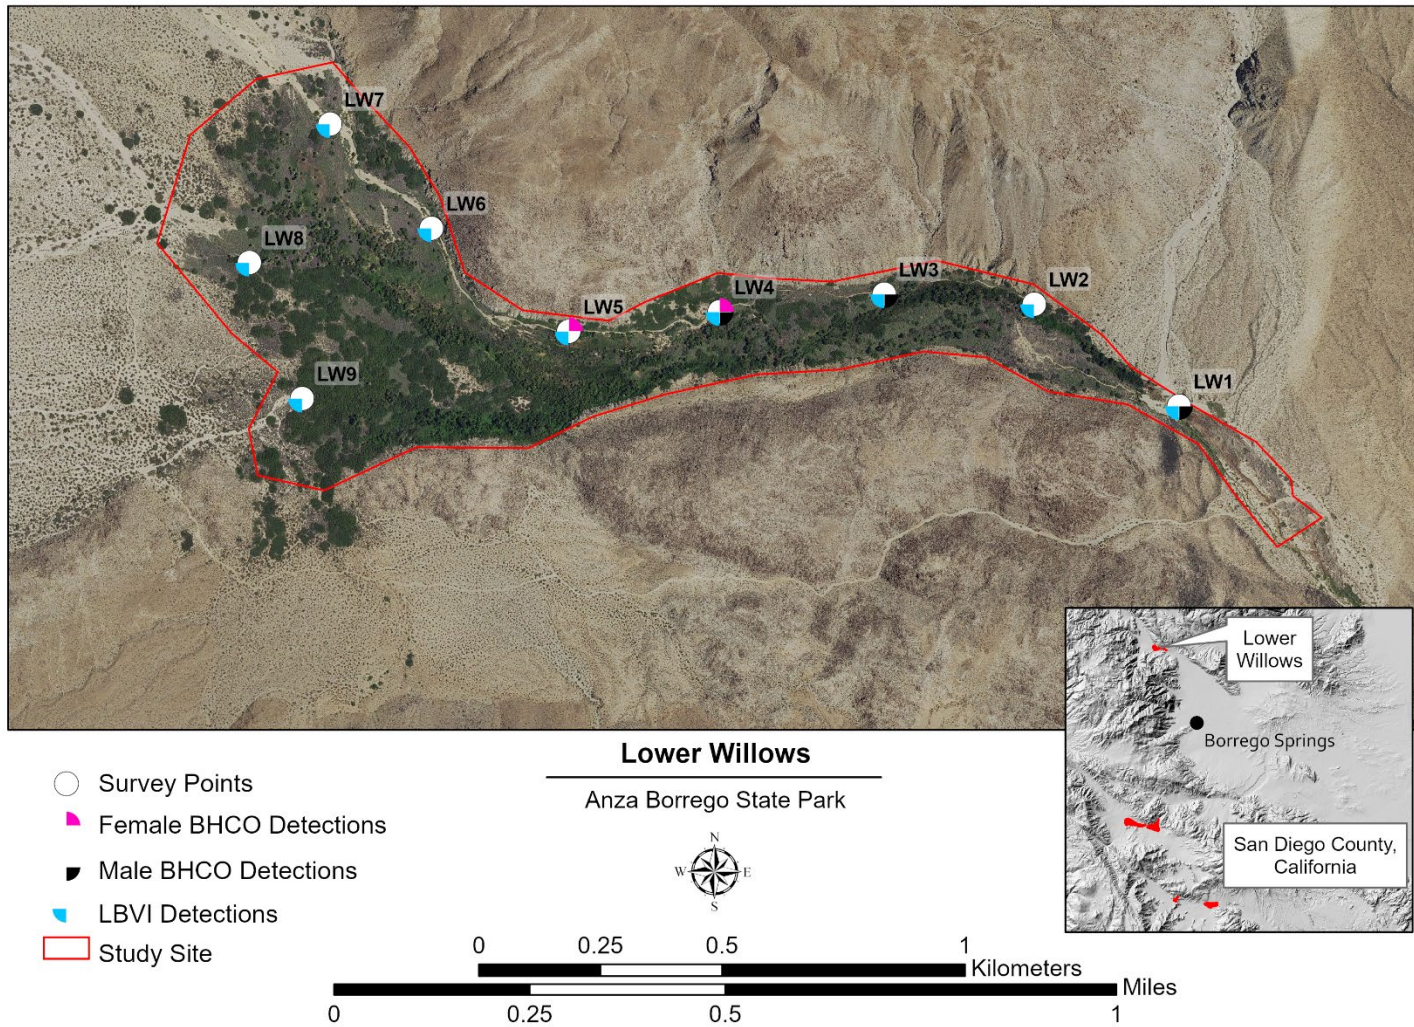 LW7
LW6
LW8
LW3
LW2
LW4
LW5
LW9
LW1
Lower
Willows
Borrego Springs
San Diego County,
California
Lower Willows
Anza Borrego State Park
Survey Points
Female BHCO Detections
Male BHCO Detections
LBVI Detections
Study Site
N
W E
S
0 0.25 0.5 1
Kilometers
Miles
0 0.25 0.5 1